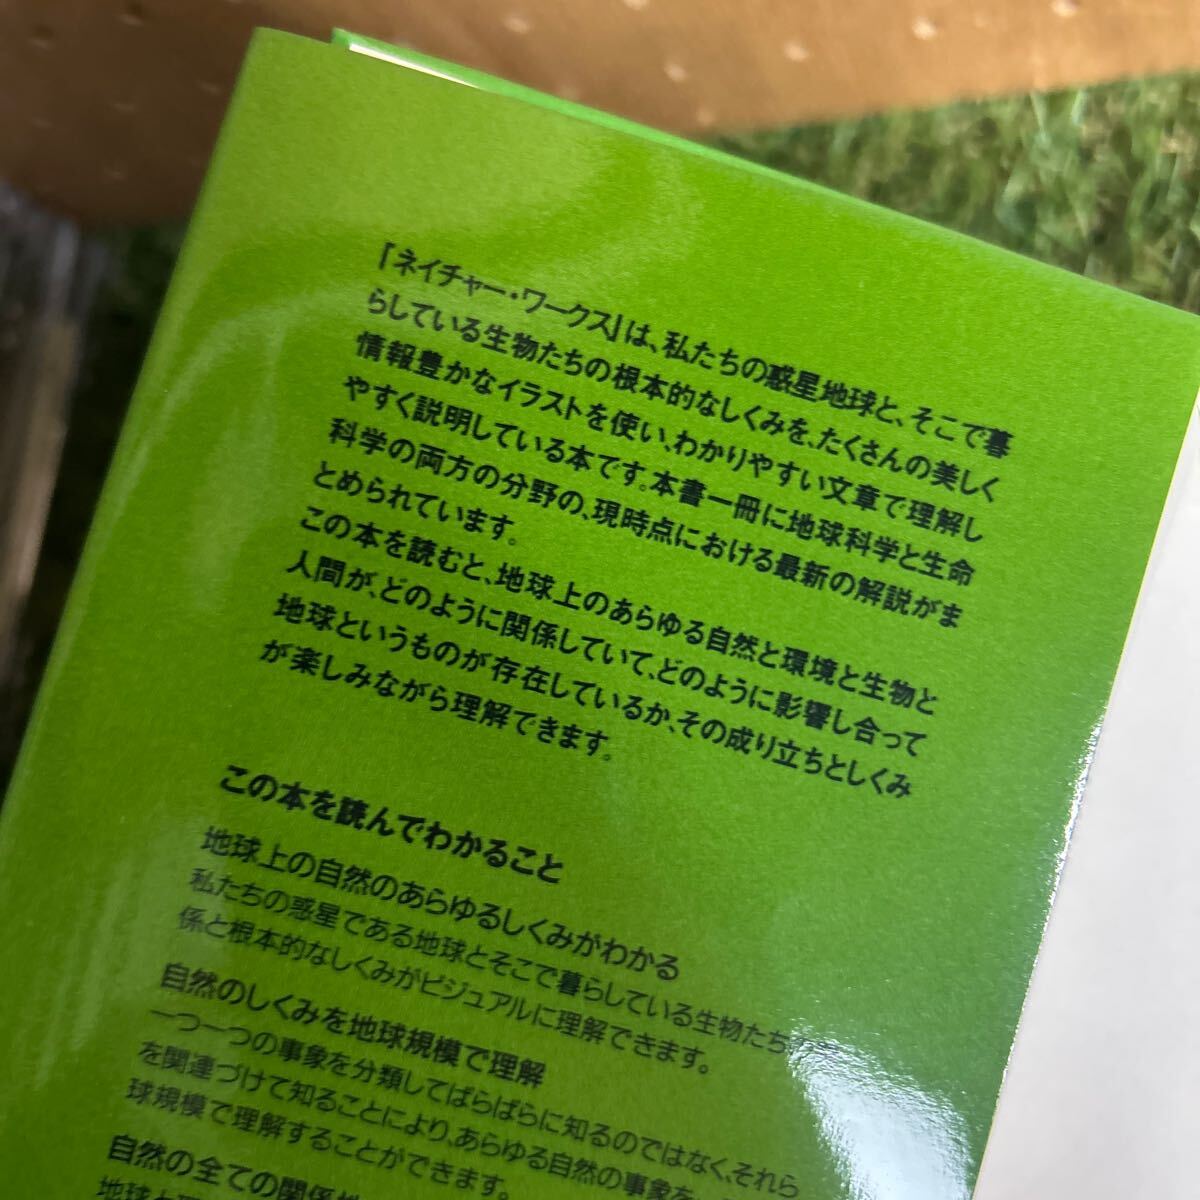 『ネイチャー・ワークス』は、私たちの惑星地球と、そこで暮
らしている生物たちの根本的なしくみを、たくさんの美しく
情報豊かなイラストを使い、わかりやすい文章で理解し
やすく説明している本です。本書一冊に地球科学と生命
科学の両方の分野の、現時点における最新の解説がま
とめられています。
この本を読むと、地球上のあらゆる自然と環境と生物と
人間が、どのように関係していて、どのように影響し合って
地球というものが存在しているか、その成り立ちとしくみ
が楽しみながら理解できます。
この本を読んでわかること
地球上の自然のあらゆるしくみがわかる
私たちの惑星である地球とそこで暮らしている生物たち
係と根本的なしくみがビジュアルに理解できます。
自然のしくみを地球規模で理解
一つ一つの事象を分類してばらばらに知るのではなく、それら
を関連づけて知ることにより、あらゆる自然の事象を
球規模で理解することができます。
自然の全ての関係
地球と